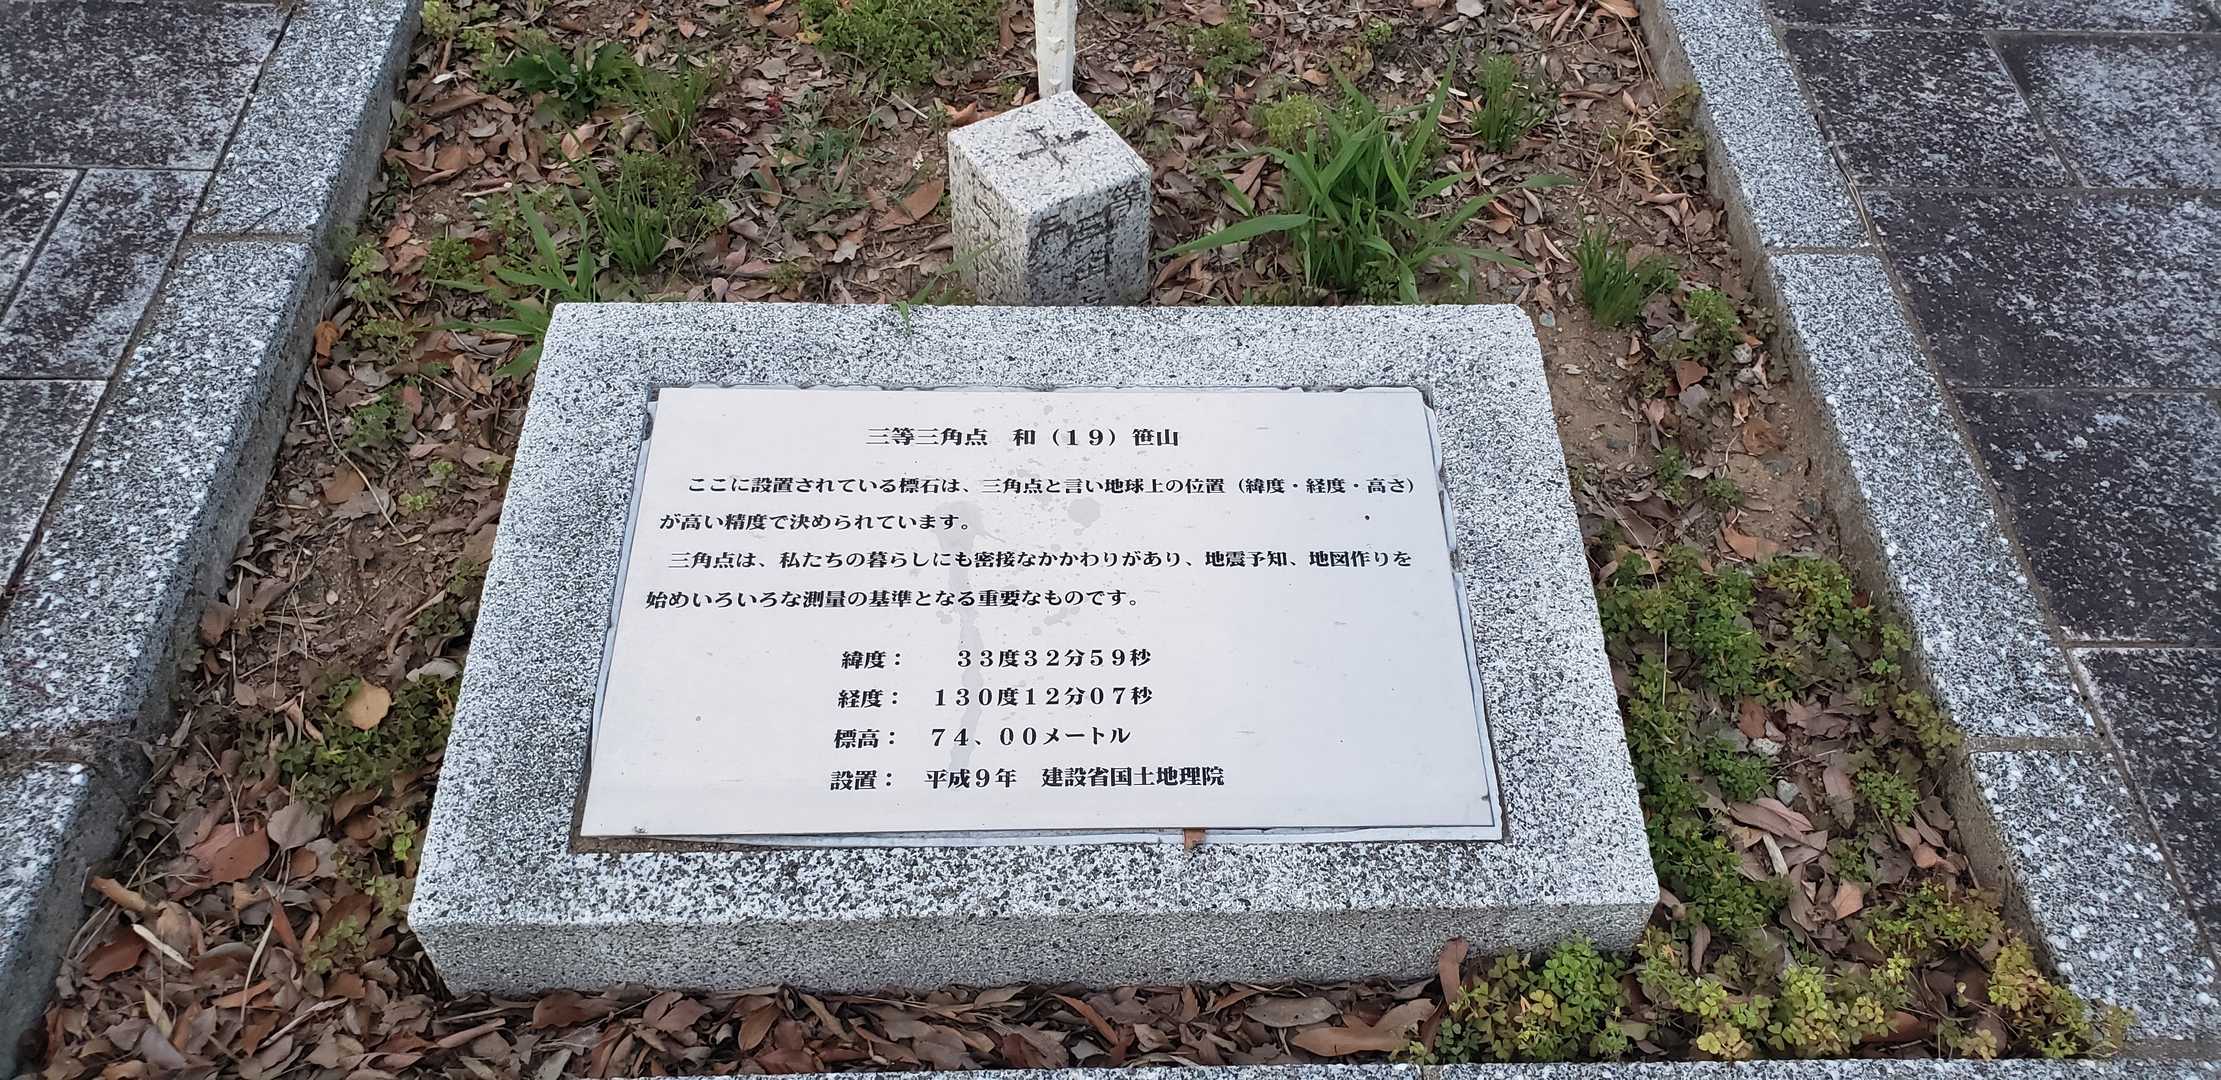 三等三角点　和（１９）笹山
ここに設置されている標石は、三角点と言い地球上の位置（緯度・経度・高さ）
が高い精度で決められています。
三角点は、私たちの暮らしにも密接なかかわりがあり、地震予知、地図作りを
始めいろいろな測量の基準となる重要なものです。
緯度：　３３度３２分５９秒
経度：　１３０度１２分０７秒
標高：　７４、００メートル
設置：　平成９年　建設省国土地理院